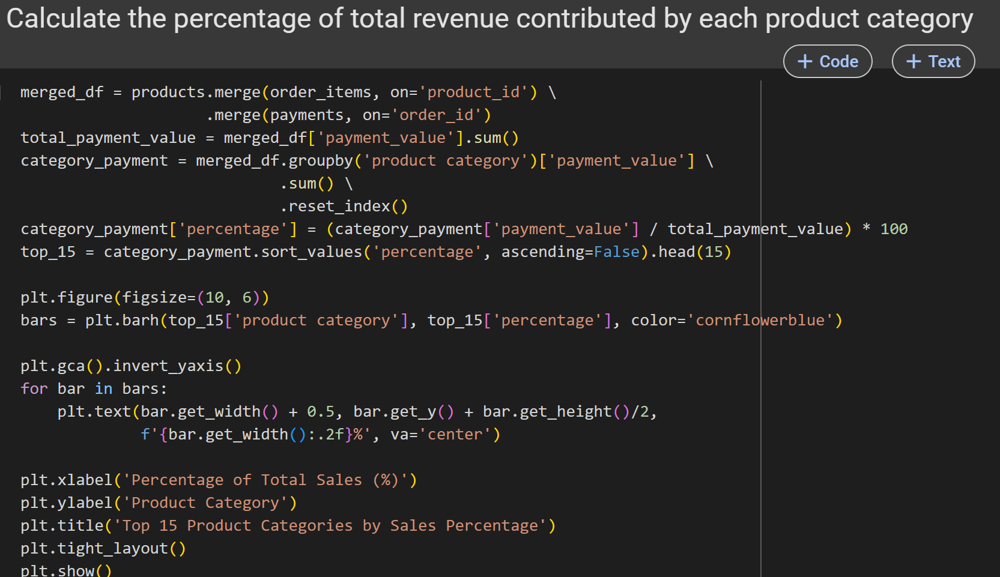 Calculate the percentage of total revenue contributed by each product category
+ Code
+ Text
merged_df = products.merge(order_items, on='product_id') \
                    .merge(payments, on='order_id')
total_payment_value = merged_df['payment_value'].sum()
category_payment = merged_df.groupby('product category')['payment_value'] \
                            .sum() \
                            .reset_index()
category_payment['percentage'] = (category_payment['payment_value'] / total_payment_value) * 100
top_15 = category_payment.sort_values('percentage', ascending=False).head(15)

plt.figure(figsize=(10, 6))
bars = plt.barh(top_15['product category'], top_15['percentage'], color='cornflowerblue')

plt.gca().invert_yaxis()
for bar in bars:
    plt.text(bar.get_width() + 0.5, bar.get_y() + bar.get_height()/2,
             f'{bar.get_width():.2f}%', va='center')

plt.xlabel('Percentage of Total Sales (%)')
plt.ylabel('Product Category')
plt.title('Top 15 Product Categories by Sales Percentage')
plt.tight_layout()
plt.show()